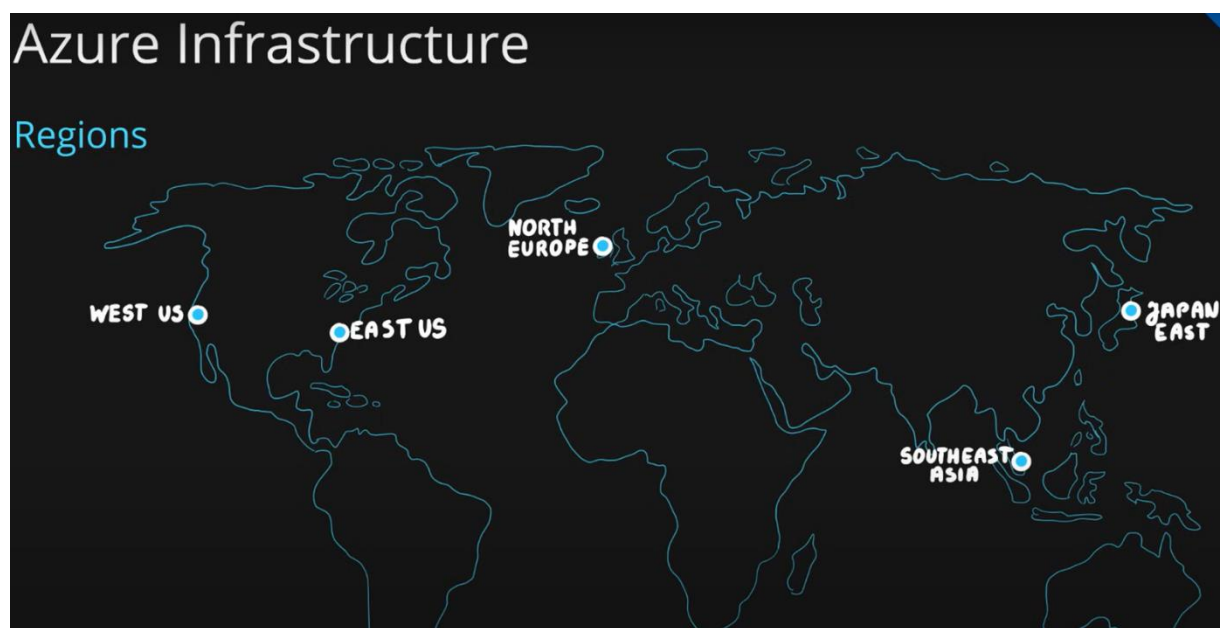 Azure Infrastructure
Regions
NORTH
EUROPE
WEST US
EAST US
JAPAN
EAST
SOUTHEAST
ASIA